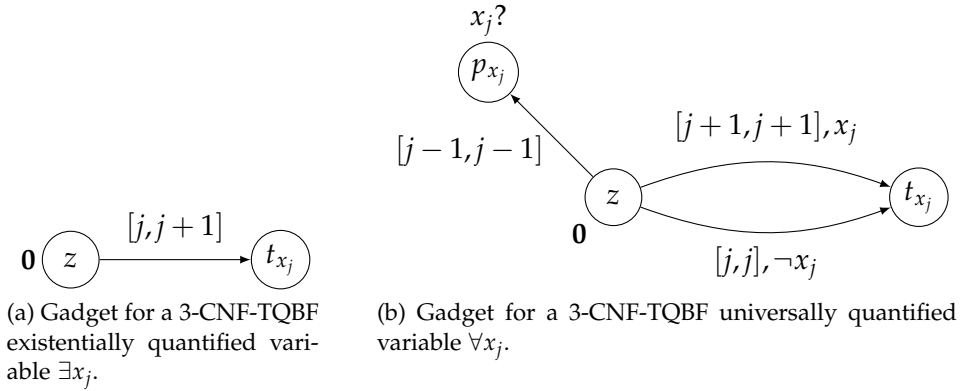 x_j?
p_{x_j}
[j − 1, j − 1]
[j + 1, j + 1], x_j
z
t_{x_j}
0
[j, j], ¬x_j
[j, j + 1]
0 z
t_{x_j}
(a) Gadget for a 3-CNF-TQBF
existentially quantified vari-
able ∃x_j.
(b) Gadget for a 3-CNF-TQBF universally quantified
variable ∀x_j.